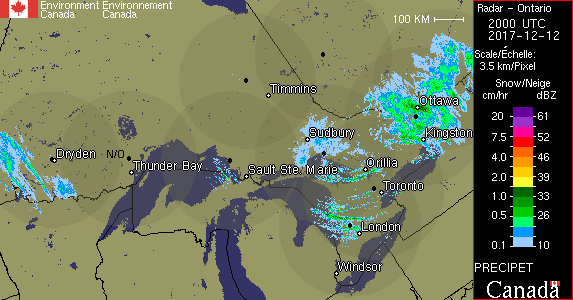 Environment Environnement
Canada Canada
100 KM
Timmins
Ottawa
Sudbury
Kingston
Dryden
N/O
Thunder Bay
Sault Ste. Marie
Orillia
Toronto
London
Windsor
Radar - Ontario
2000 UTC
2017-12-12
Scale/Échelle:
3.5 km/Pixel
Snow/Neige
cm/hr dBZ
20 61
7.5 52
4.0 46
2.0 39
1.0 33
0.5 26
0.1 10
PRECIPET
Canada